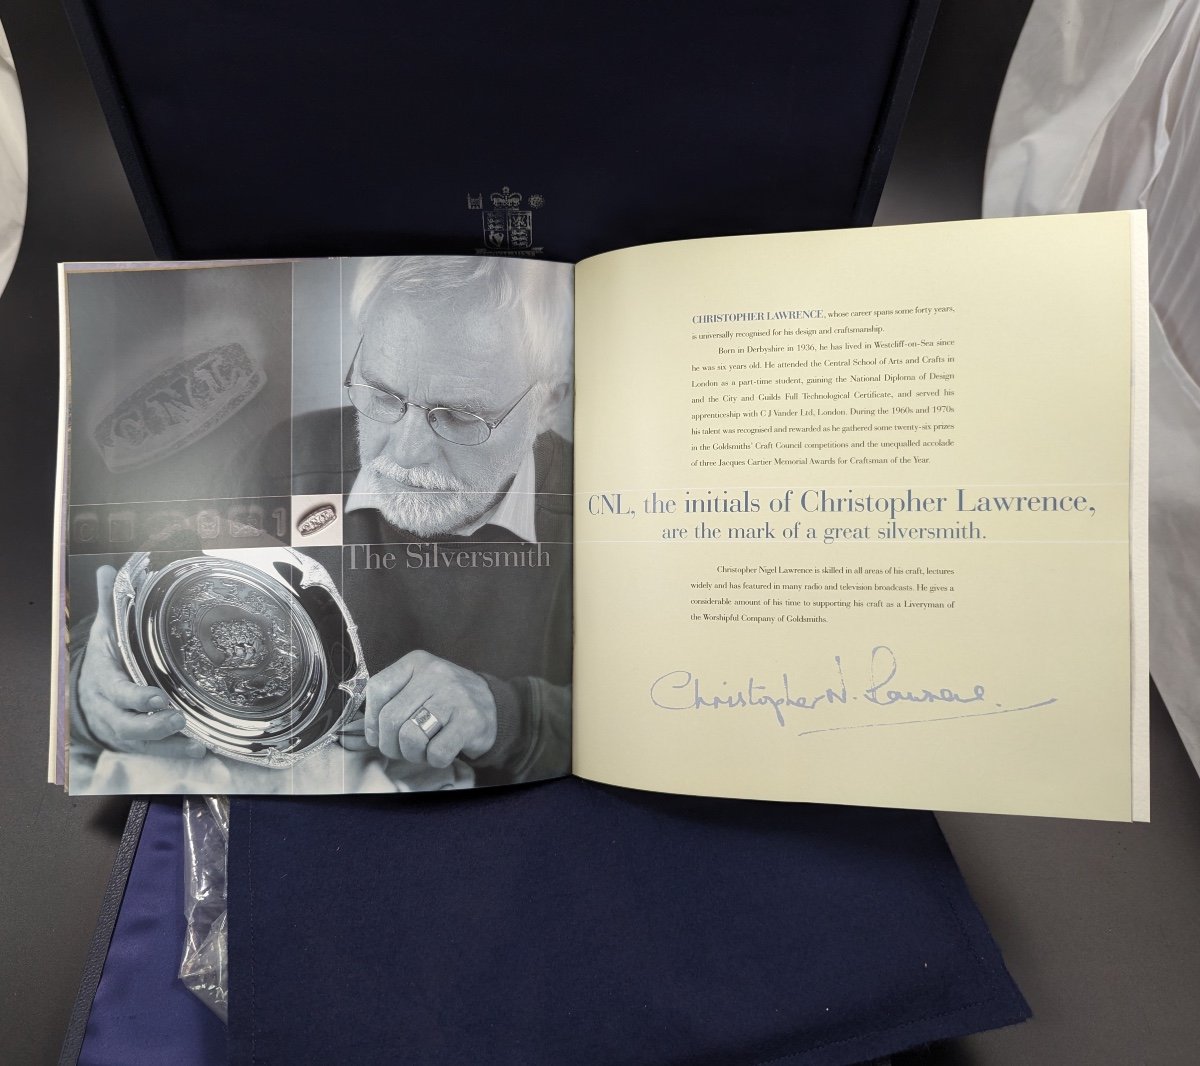 CNL
1
CNL
The Silversmith
CHRISTOPHER LAWRENCE, whose career spans some forty years,
is universally recognised for his design and craftsmanship.
Born in Derbyshire in 1936, he has lived in Westcliff-on-Sea since
he was six years old. He attended the Central School of Arts and Crafts in
London as a part-time student, gaining the National Diploma of Design
and the City and Guilds Full Technological Certificate, and served his
apprenticeship with C J Vander Ltd, London. During the 1960s and 1970s
his talent was recognised and rewarded as he gathered some twenty-six prizes
in the Goldsmiths' Craft Council competitions and the unequalled accolade
of three Jacques Cartier Memorial Awards for Craftsman of the Year.
CNL, the initials of Christopher Lawrence,
are the mark of a great silversmith.
Christopher Nigel Lawrence is skilled in all areas of his craft, lectures
widely and has featured in many radio and television broadcasts. He gives a
considerable amount of his time to supporting his craft as a Liveryman of
the Worshipful Company of Goldsmiths.
Christopher N. Lawrence.